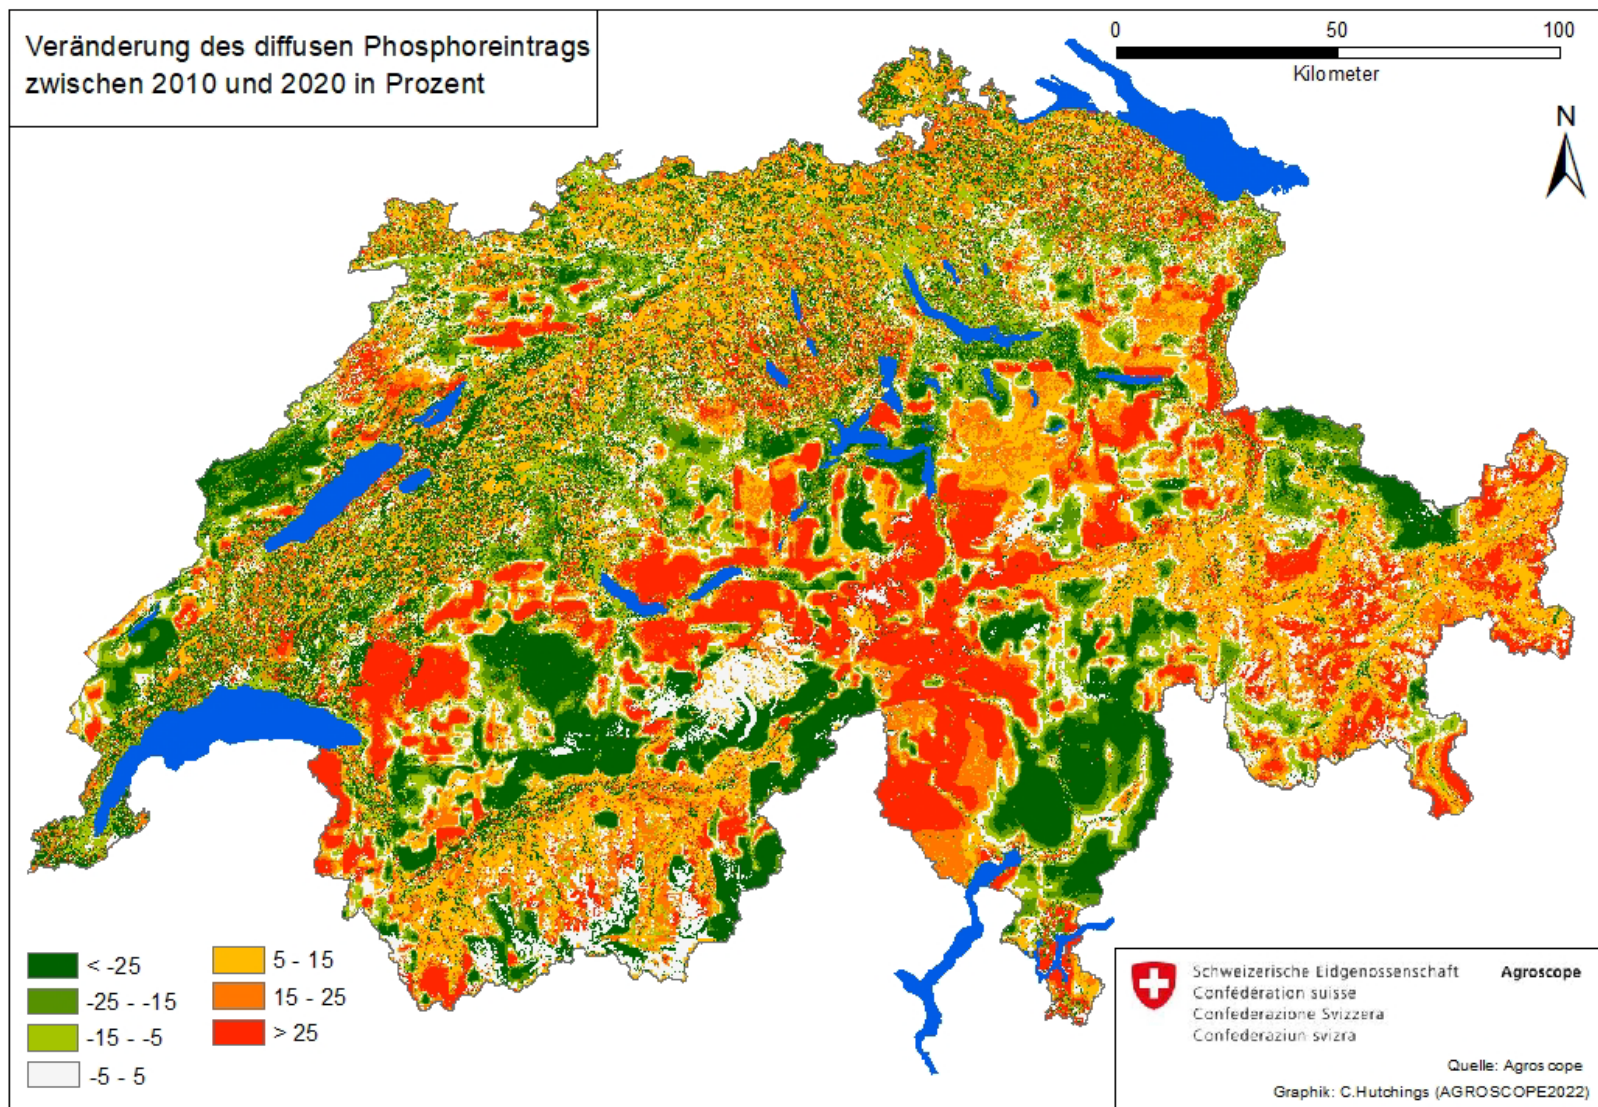 Veränderung des diffusen Phosphoreintrags
zwischen 2010 und 2020 in Prozent
0 50 100
Kilometer
N
< -25
-25 - -15
-15 - -5
-5 - 5
5 - 15
15 - 25
> 25
Schweizerische Eidgenossenschaft
Confédération suisse
Confederazione Svizzera
Confederaziun svizra
Agroscope
Quelle: Agroscope
Graphik: C.Hutchings (AGROSCOPE2022)